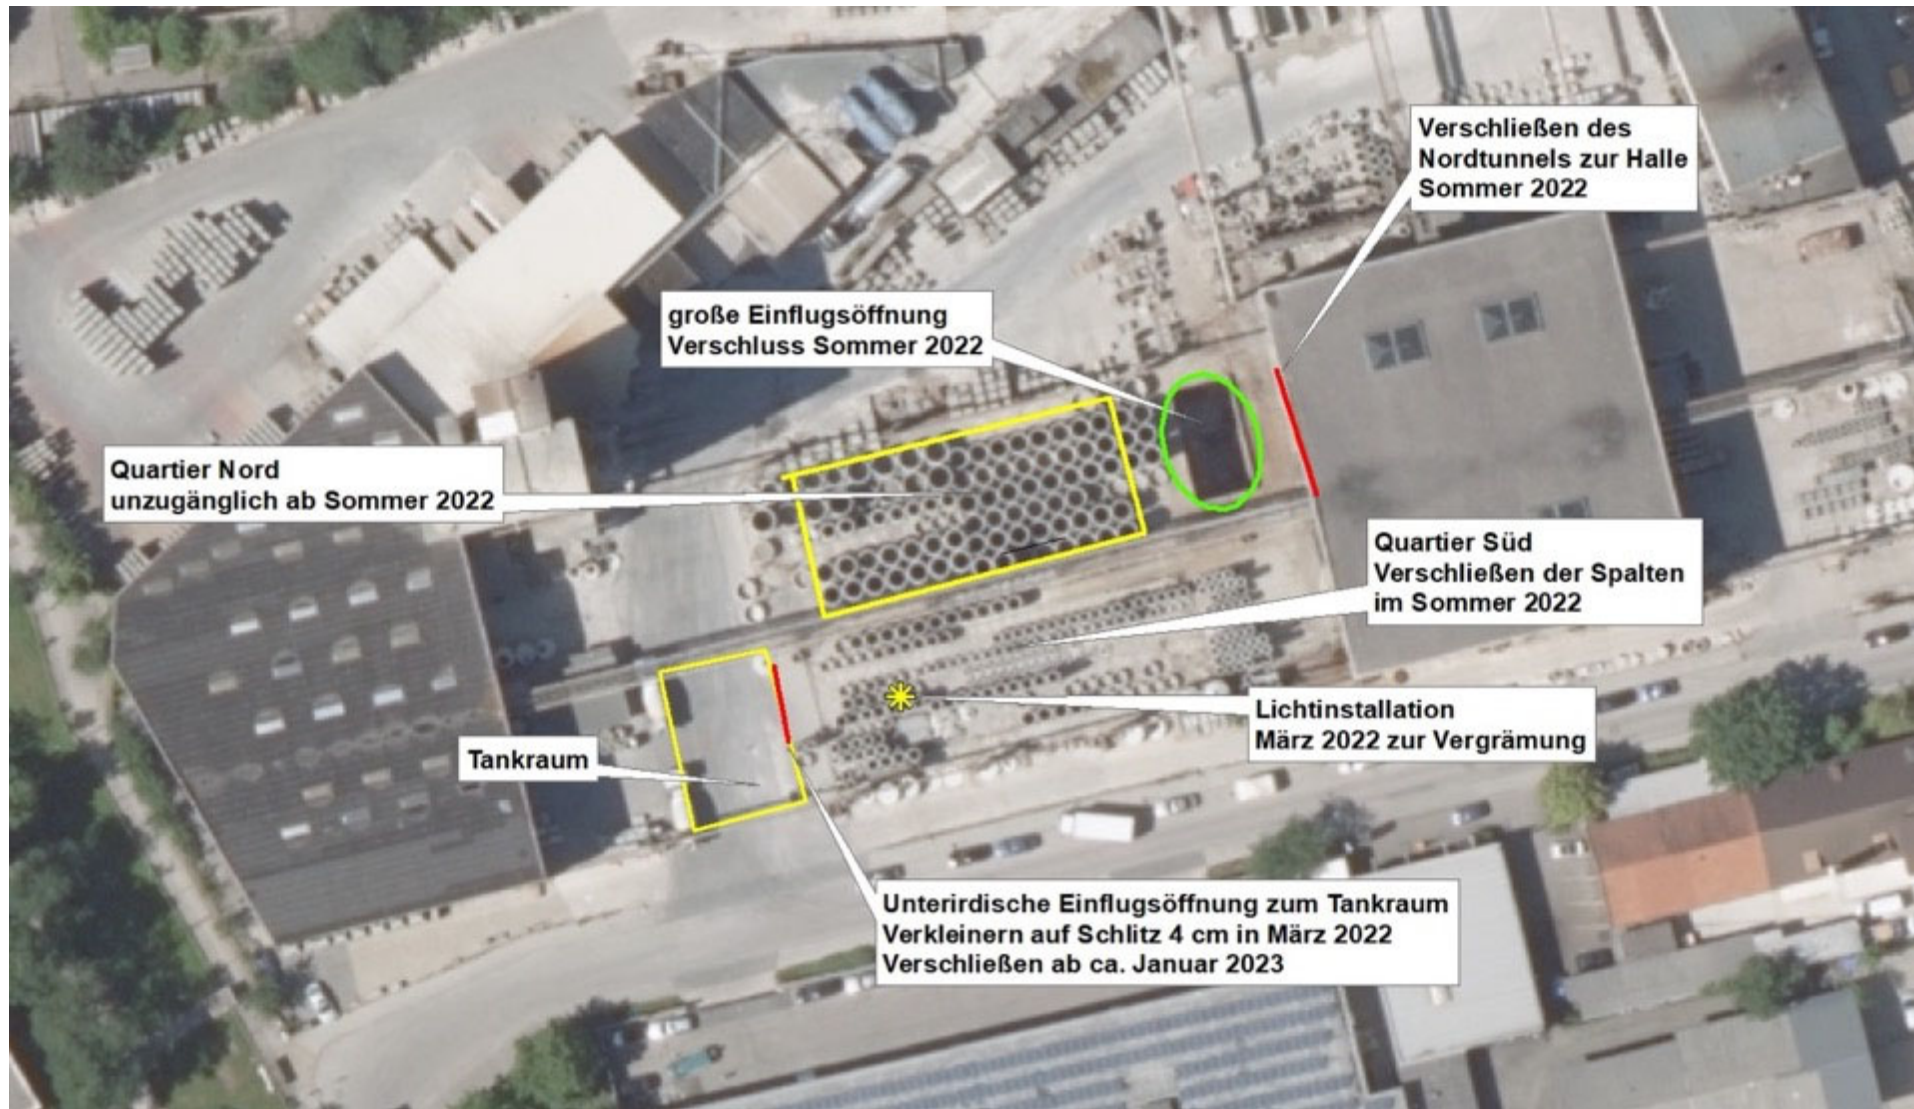 Verschließen des
Nordtunnels zur Halle
Sommer 2022
große Einflugsöffnung
Verschluss Sommer 2022
Quartier Nord
unzugänglich ab Sommer 2022
Quartier Süd
Verschließen der Spalten
im Sommer 2022
Lichtinstallation
März 2022 zur Vergrämung
Tankraum
Unterirdische Einflugsöffnung zum Tankraum
Verkleinern auf Schlitz 4 cm in März 2022
Verschließen ab ca. Januar 2023